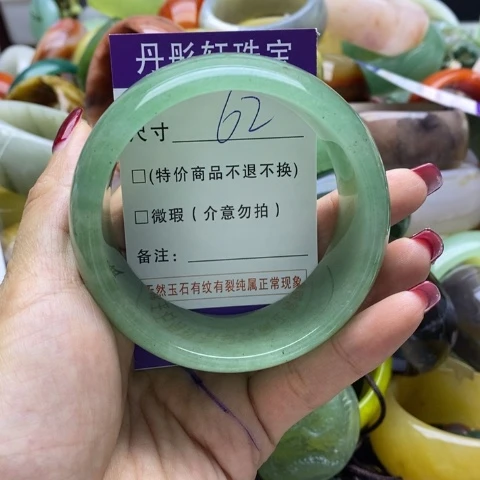 丹彤轩珠宝
尺寸 62
□(特价商品不退不换)
□微瑕(介意勿拍)
备注:
天然玉石有纹有裂纯属正常现象